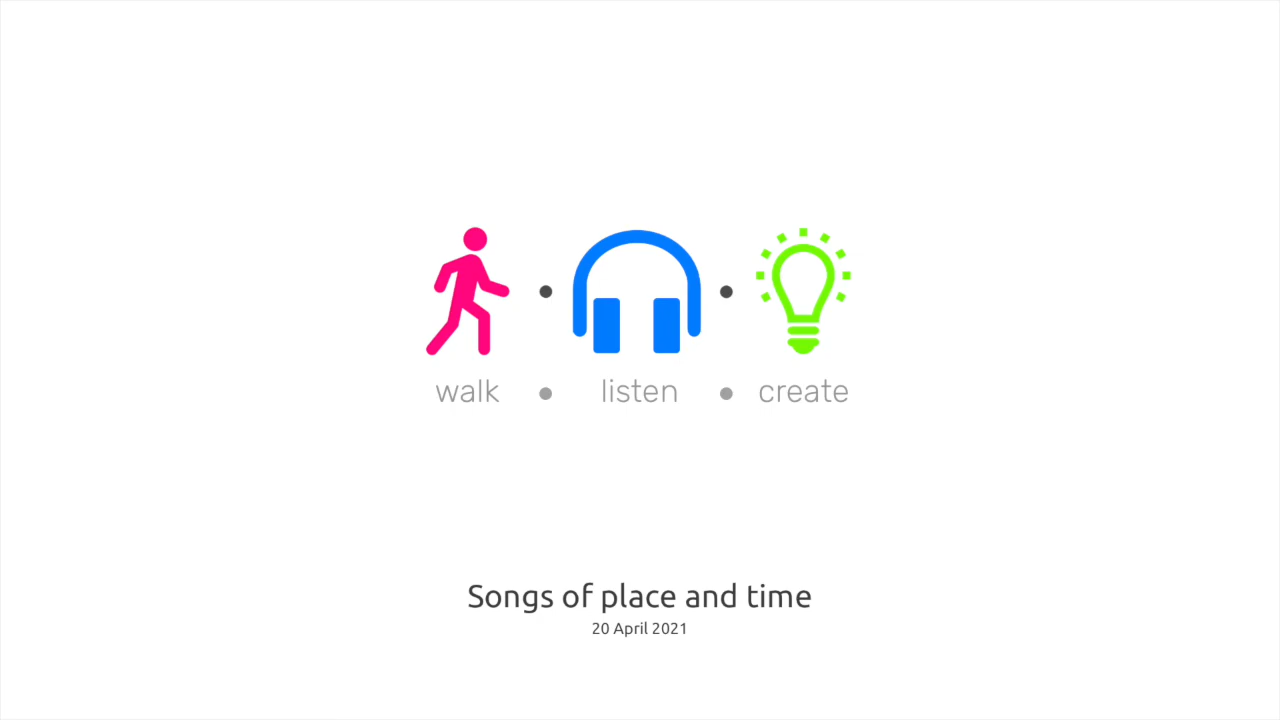 walk • listen • create
Songs of place and time
20 April 2021